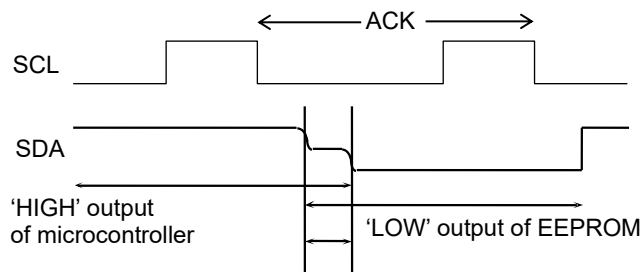 ACK
SCL
SDA
‘HIGH’ output
of microcontroller
‘LOW’ output of EEPROM